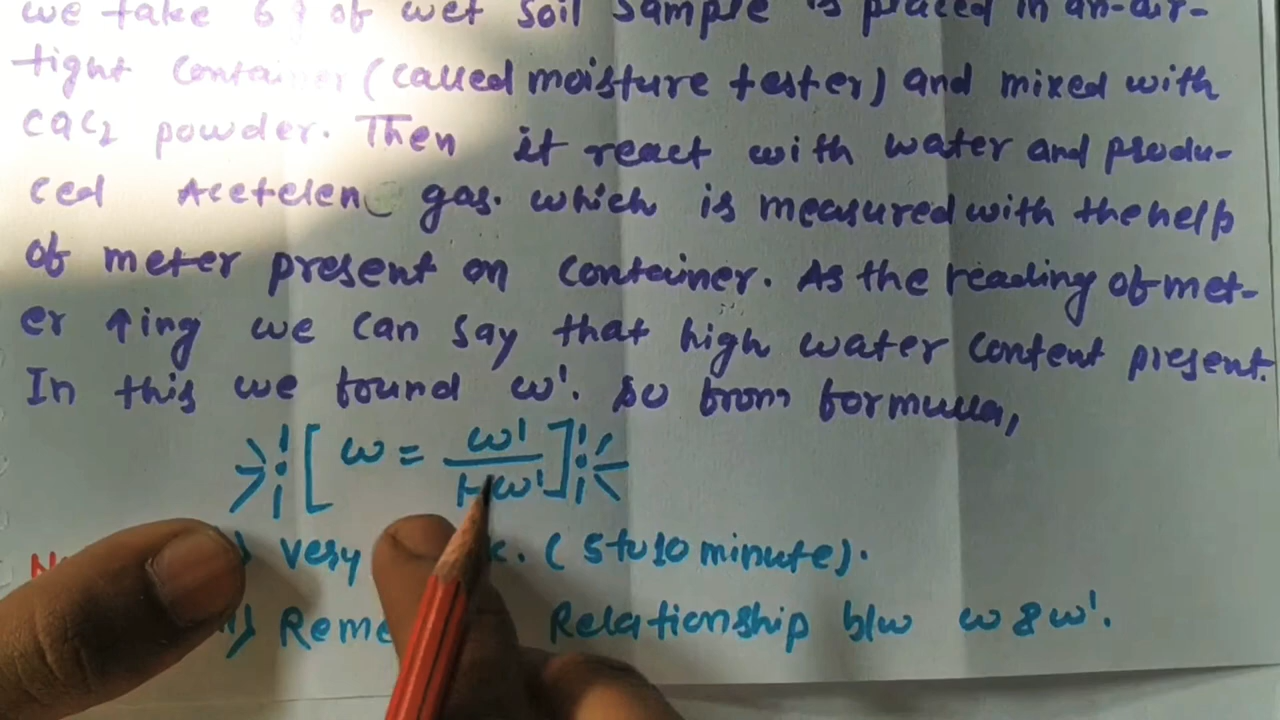 we take 6g of wet soil sample is placed in an-air-
tight container (called moisture tester) and mixed with
CaC2 powder. Then it react with water and produ-
ced Acetelene gas. which is measured with the help
of meter present on container. As the reading of met-
er ↑ing we can say that high water content present.
In this we found w'. so from formulla,
[ w = w' / 1-w' ]
) very . ( 5 to 10 minute).
) Reme Relationship b/w w & w'.